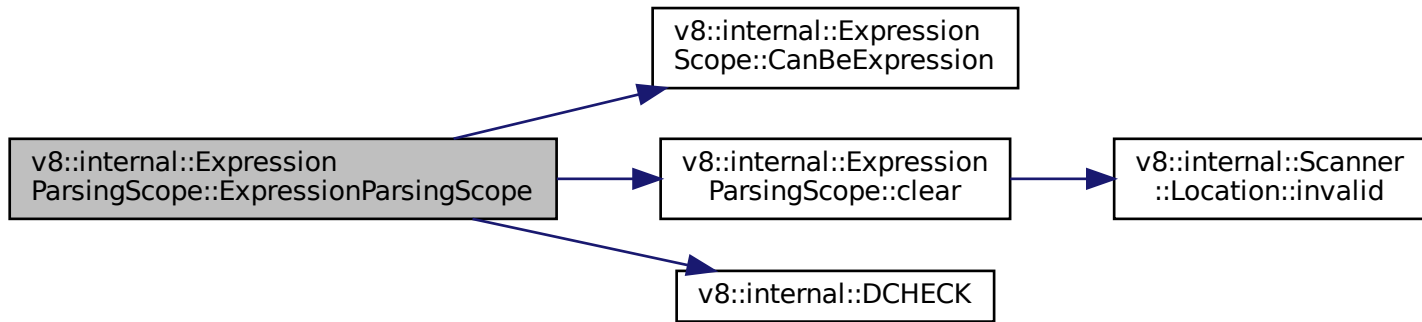 v8::internal::Expression
Scope::CanBeExpression
v8::internal::Expression
ParsingScope::ExpressionParsingScope
v8::internal::Expression
ParsingScope::clear
v8::internal::Scanner
::Location::invalid
v8::internal::DCHECK